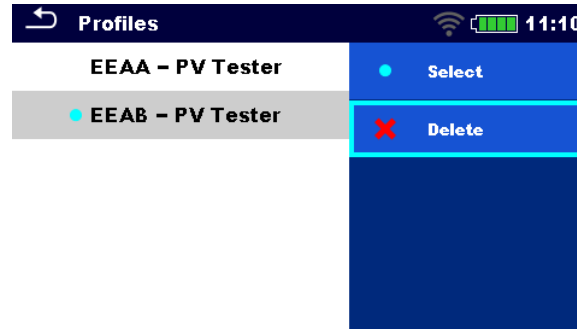 Profiles 11:10
EEAA – PV Tester
EEAB – PV Tester
Select
Delete